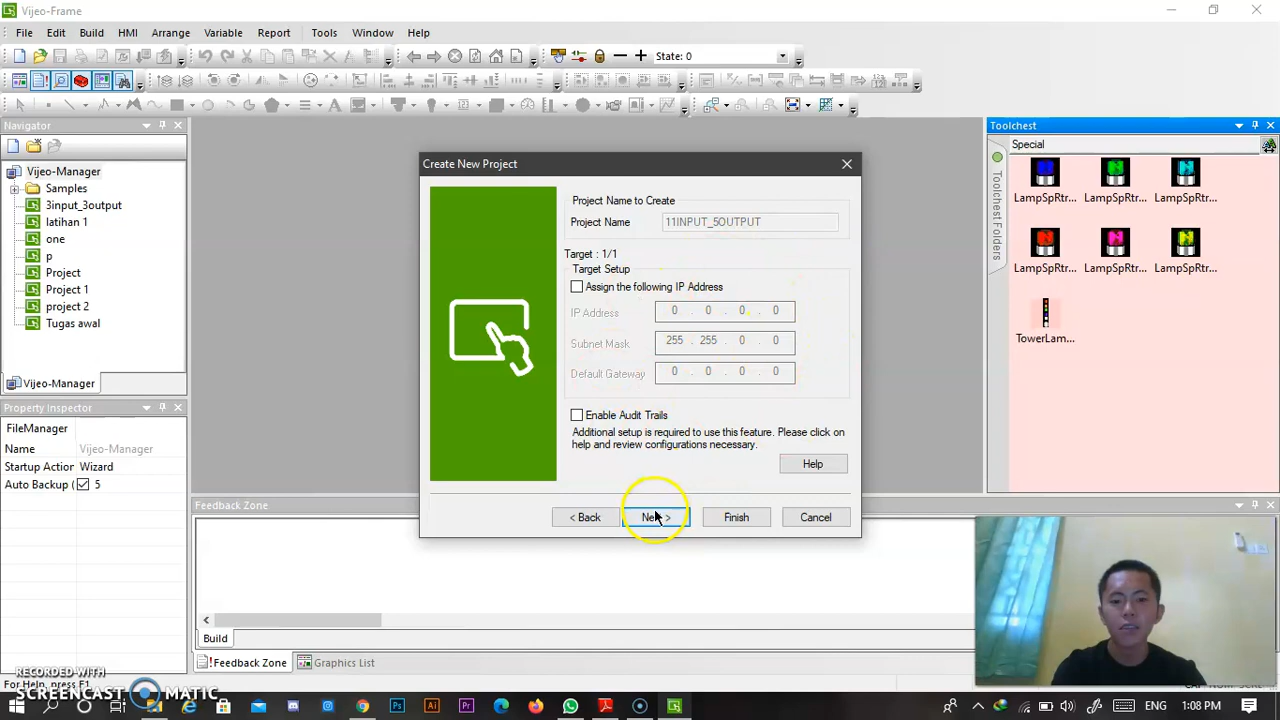 Vijeo-Frame
File Edit Build HMI Arrange Variable Report Tools Window Help
State: 0
Navigator
Vijeo-Manager
Samples
3input_3output
latihan 1
one
p
Project
Project 1
project 2
Tugas awal
Vijeo-Manager
Property Inspector
FileManager
Name Vijeo-Manager
Startup Action Wizard
Auto Backup ( 5
Create New Project
Project Name to Create
Project Name 11INPUT_5OUTPUT
Target : 1/1
Target Setup
Assign the following IP Address
IP Address 0 . 0 . 0 . 0
Subnet Mask 255 . 255 . 0 . 0
Default Gateway 0 . 0 . 0 . 0
Enable Audit Trails
Additional setup is required to use this feature. Please click on
help and review configurations necessary.
Help
< Back Next > Finish Cancel
Toolchest
Special
Toolchest Folders
LampSpRtr... LampSpRtr... LampSpRtr...
LampSpRtr... LampSpRtr... LampSpRtr...
TowerLam...
Feedback Zone
Build
Feedback Zone Graphics List
For Help, press F1
RECORDED WITH
SCREENCAST MATIC
ENG 1:08 PM